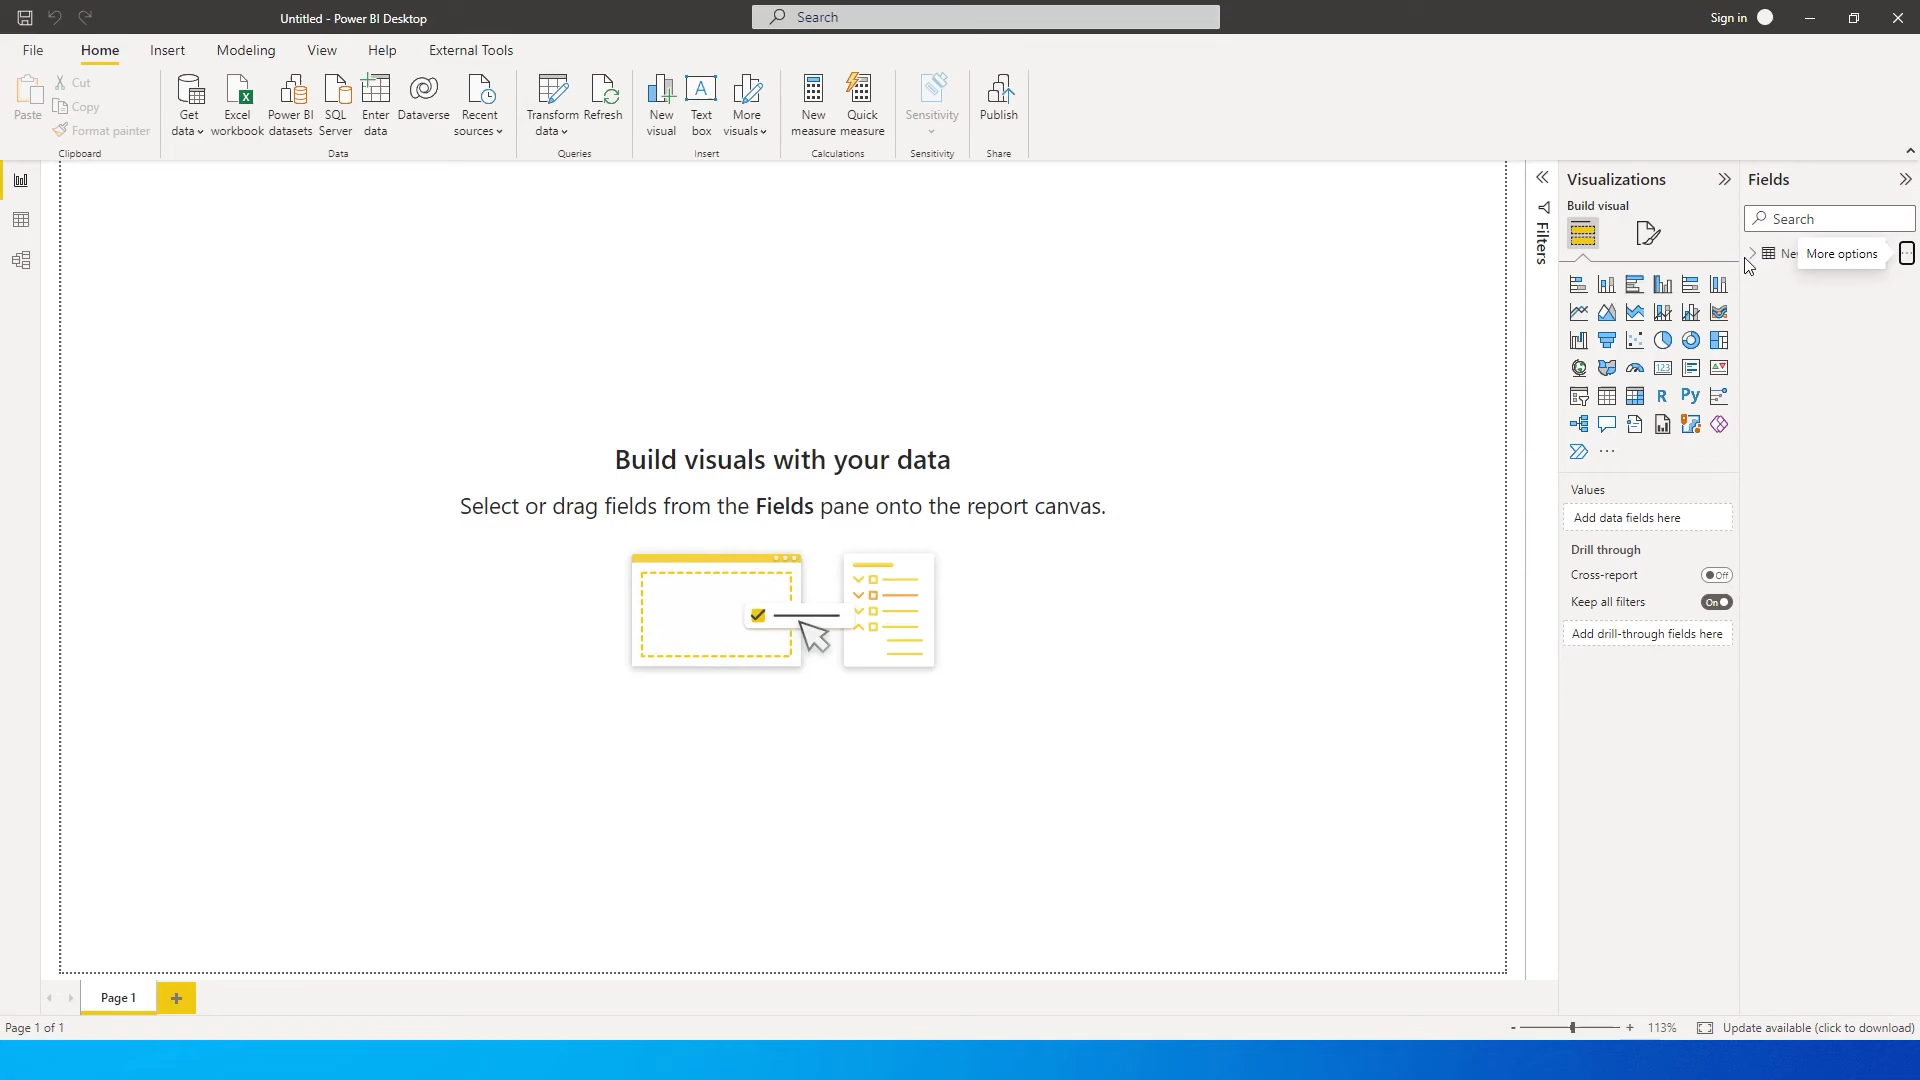 Untitled - Power BI Desktop
Search
Sign in
File
Home
Insert
Modeling
View
Help
External Tools
Paste
Cut
Copy
Format painter
Clipboard
Get data
Excel workbook
Power BI datasets
SQL Server
Enter data
Dataverse
Recent sources
Data
Transform data
Refresh
Queries
New visual
Text box
More visuals
Insert
New measure
Quick measure
Calculations
Sensitivity
Sensitivity
Publish
Share
Filters
Visualizations
Build visual
Fields
Search
More options
123
R
Py
Build visuals with your data
Select or drag fields from the Fields pane onto the report canvas.
Values
Add data fields here
Drill through
Cross-report
Off
Keep all filters
On
Add drill-through fields here
Page 1
Page 1 of 1
- + 113%
Update available (click to download)